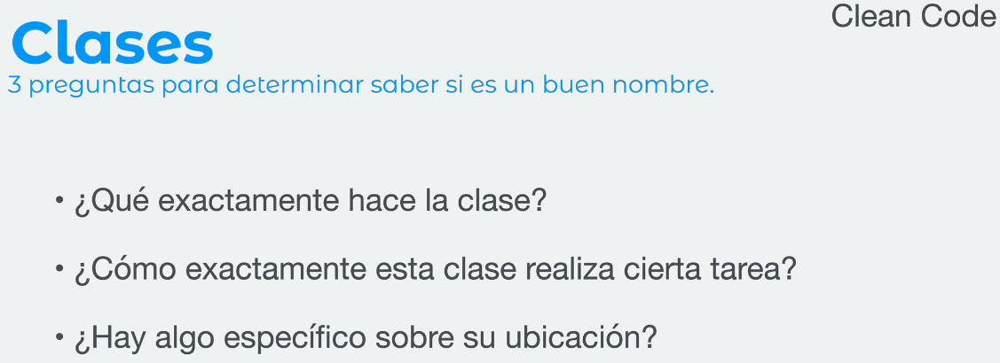 Clean Code
Clases
3 preguntas para determinar saber si es un buen nombre.
• ¿Qué exactamente hace la clase?
• ¿Cómo exactamente esta clase realiza cierta tarea?
• ¿Hay algo específico sobre su ubicación?